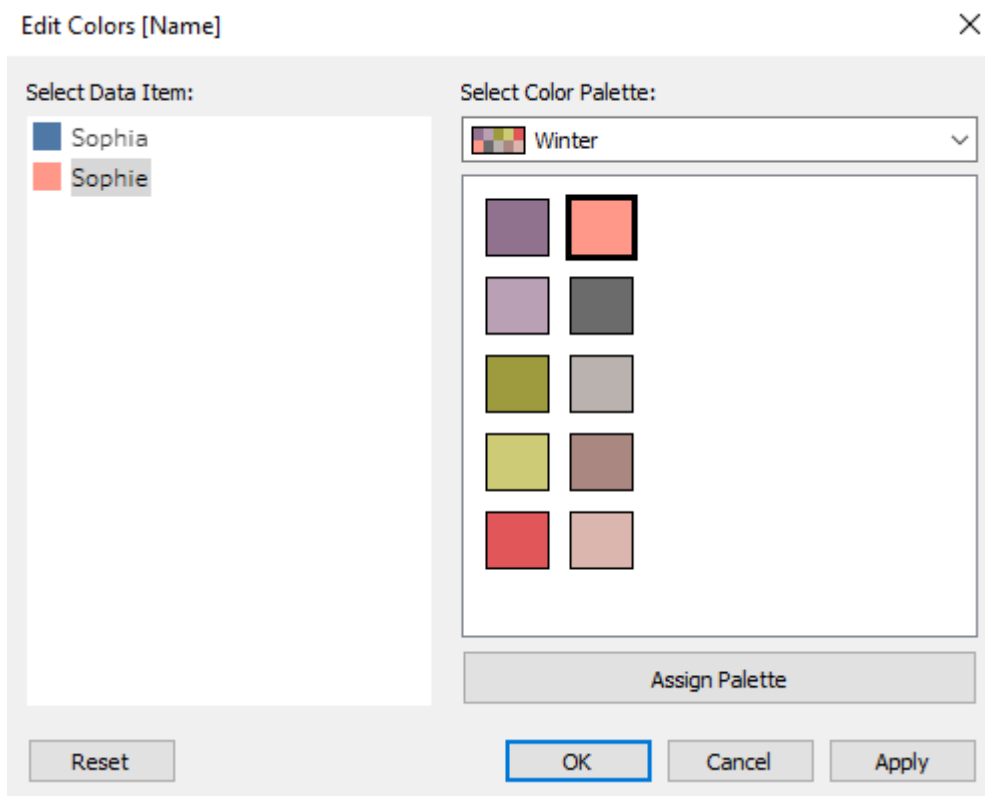 Edit Colors [Name]
Select Data Item:
Sophia
Sophie
Select Color Palette:
Winter
Assign Palette
Reset
OK
Cancel
Apply